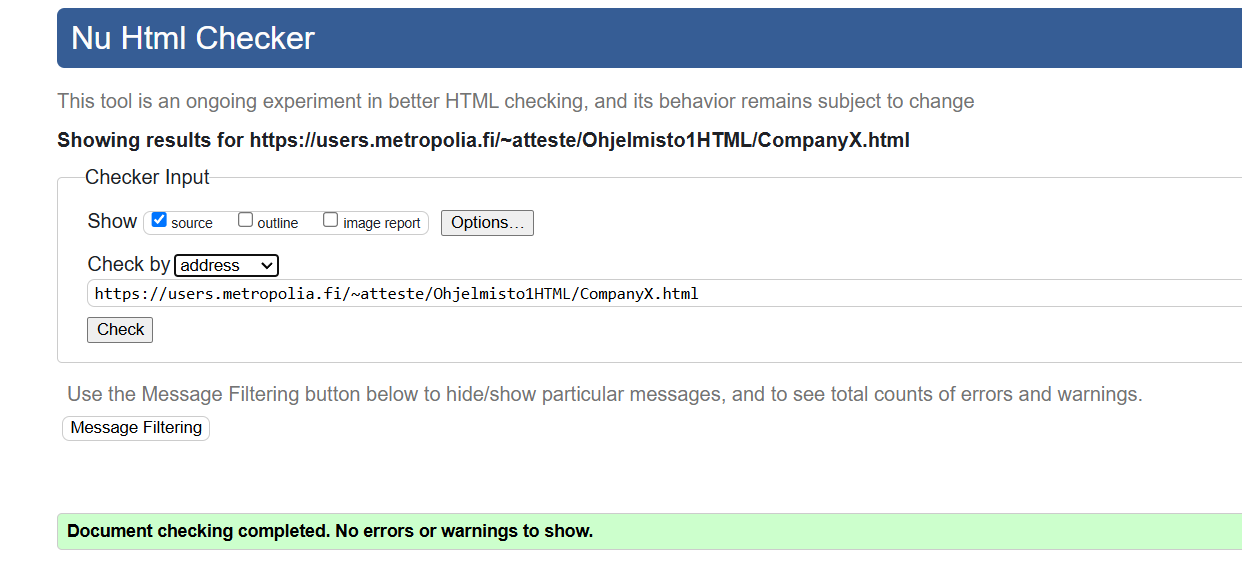 Nu Html Checker
This tool is an ongoing experiment in better HTML checking, and its behavior remains subject to change
Showing results for https://users.metropolia.fi/~atteste/Ohjelmisto1HTML/CompanyX.html
Checker Input
Show source outline image report Options...
Check by address
https://users.metropolia.fi/~atteste/Ohjelmisto1HTML/CompanyX.html
Check
Use the Message Filtering button below to hide/show particular messages, and to see total counts of errors and warnings.
Message Filtering
Document checking completed. No errors or warnings to show.